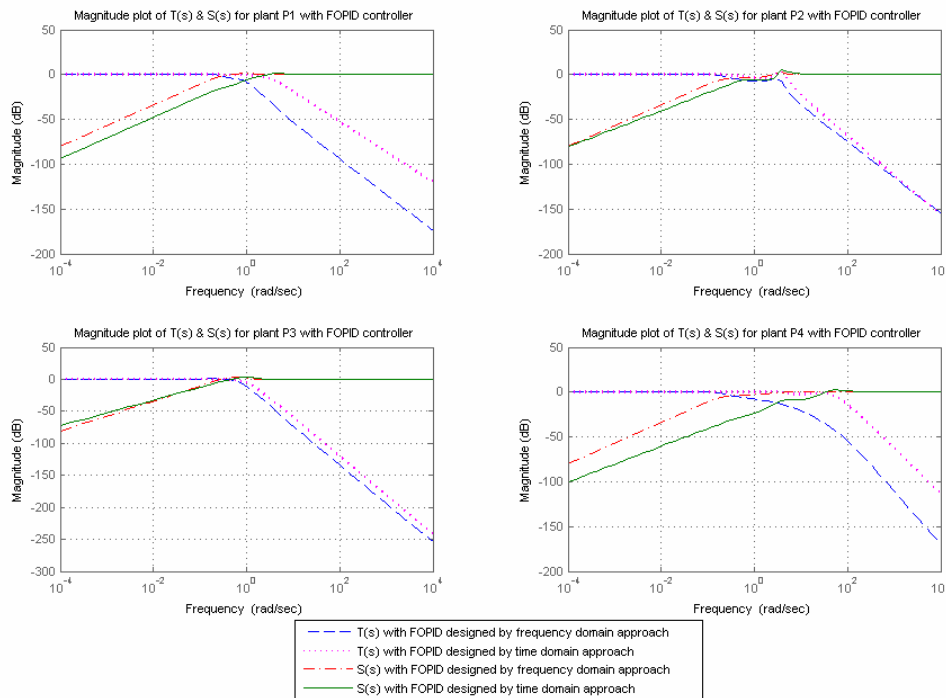 Magnitude plot of T(s) & S(s) for plant P1 with FOPID controller
50
0
-50
-100
-150
-200
10^-4
10^-2
10^0
10^2
10^4
Magnitude (dB)
Frequency (rad/sec)
Magnitude plot of T(s) & S(s) for plant P2 with FOPID controller
50
0
-50
-100
-150
-200
10^-4
10^-2
10^0
10^2
10
Magnitude (dB)
Frequency (rad/sec)
Magnitude plot of T(s) & S(s) for plant P3 with FOPID controller
50
0
-50
-100
-150
-200
-250
-300
10^-4
10^-2
10^0
10^2
10^4
Magnitude (dB)
Frequency (rad/sec)
Magnitude plot of T(s) & S(s) for plant P4 with FOPID controller
50
0
-50
-100
-150
-200
10^-4
10^-2
10^0
10^2
10
Magnitude (dB)
Frequency (rad/sec)
T(s) with FOPID designed by frequency domain approach
T(s) with FOPID designed by time domain approach
S(s) with FOPID designed by frequency domain approach
S(s) with FOPID designed by time domain approach